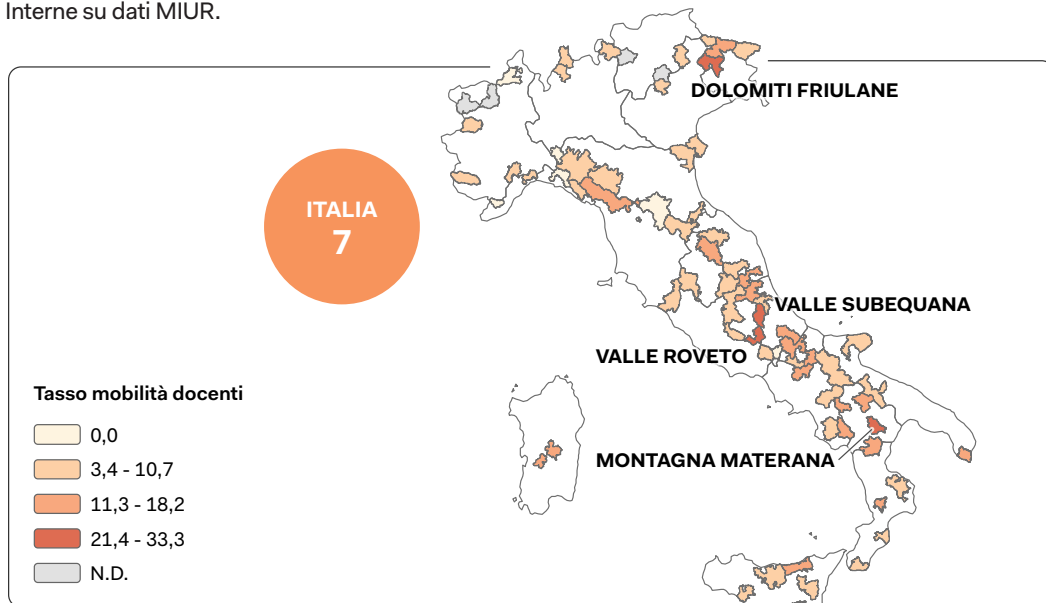 Interne su dati MIUR.
DOLOMITI FRIULANE
ITALIA
7
VALLE SUBEQUANA
VALLE ROVETO
Tasso mobilità docenti
0,0
3,4 - 10,7
MONTAGNA MATERANA
11,3 - 18,2
21,4 - 33,3
N.D.